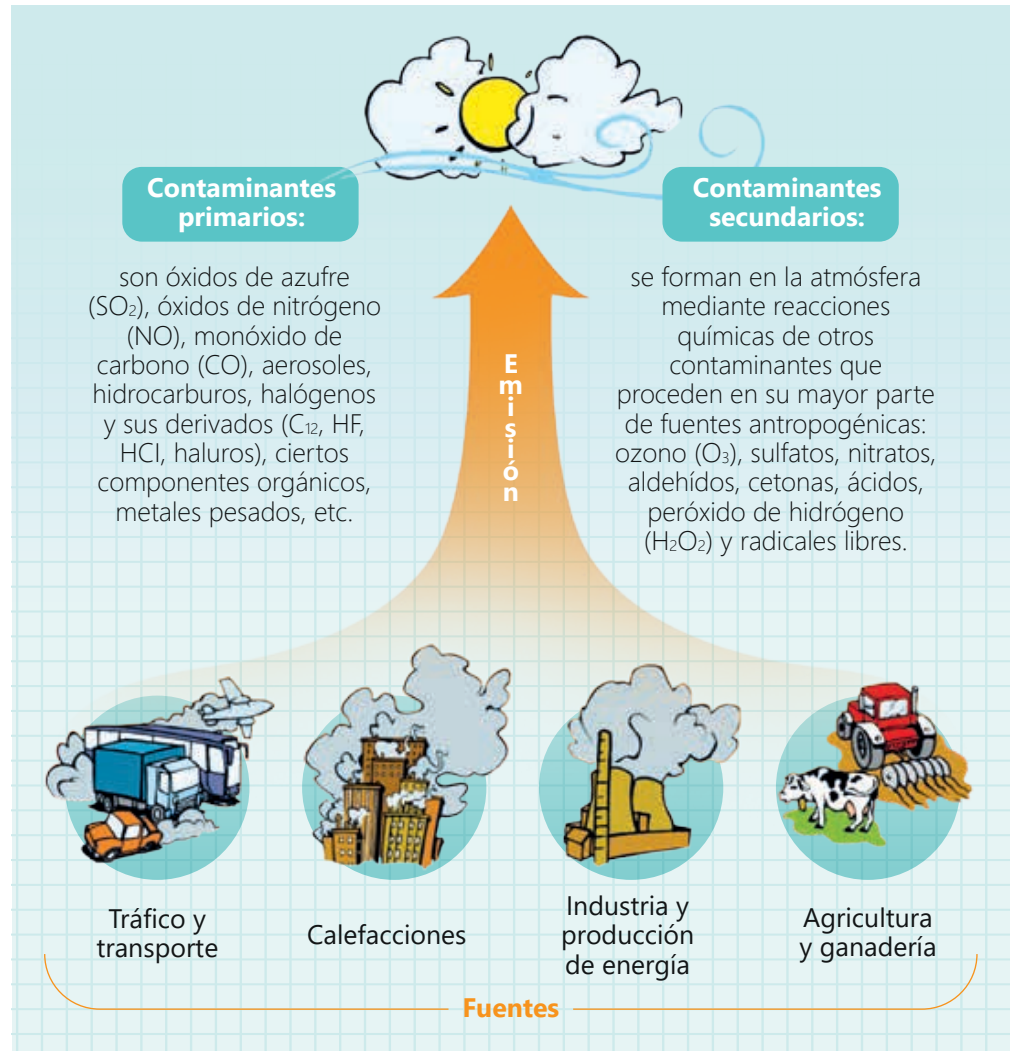 Contaminantes
primarios:
son óxidos de azufre
(SO₂), óxidos de nitrógeno
(NO), monóxido de
carbono (CO), aerosoles,
hidrocarburos, halógenos
y sus derivados (C₁₂, HF,
HCl, haluros), ciertos
componentes orgánicos,
metales pesados, etc.
Contaminantes
secundarios:
se forman en la atmósfera
mediante reacciones
químicas de otros
contaminantes que
proceden en su mayor parte
de fuentes antropogénicas:
ozono (O₃), sulfatos, nitratos,
aldehídos, cetonas, ácidos,
peróxido de hidrógeno
(H₂O₂) y radicales libres.
Emisión
Tráfico y
transporte
Calefacciones
Industria y
producción
de energía
Agricultura
y ganadería
Fuentes